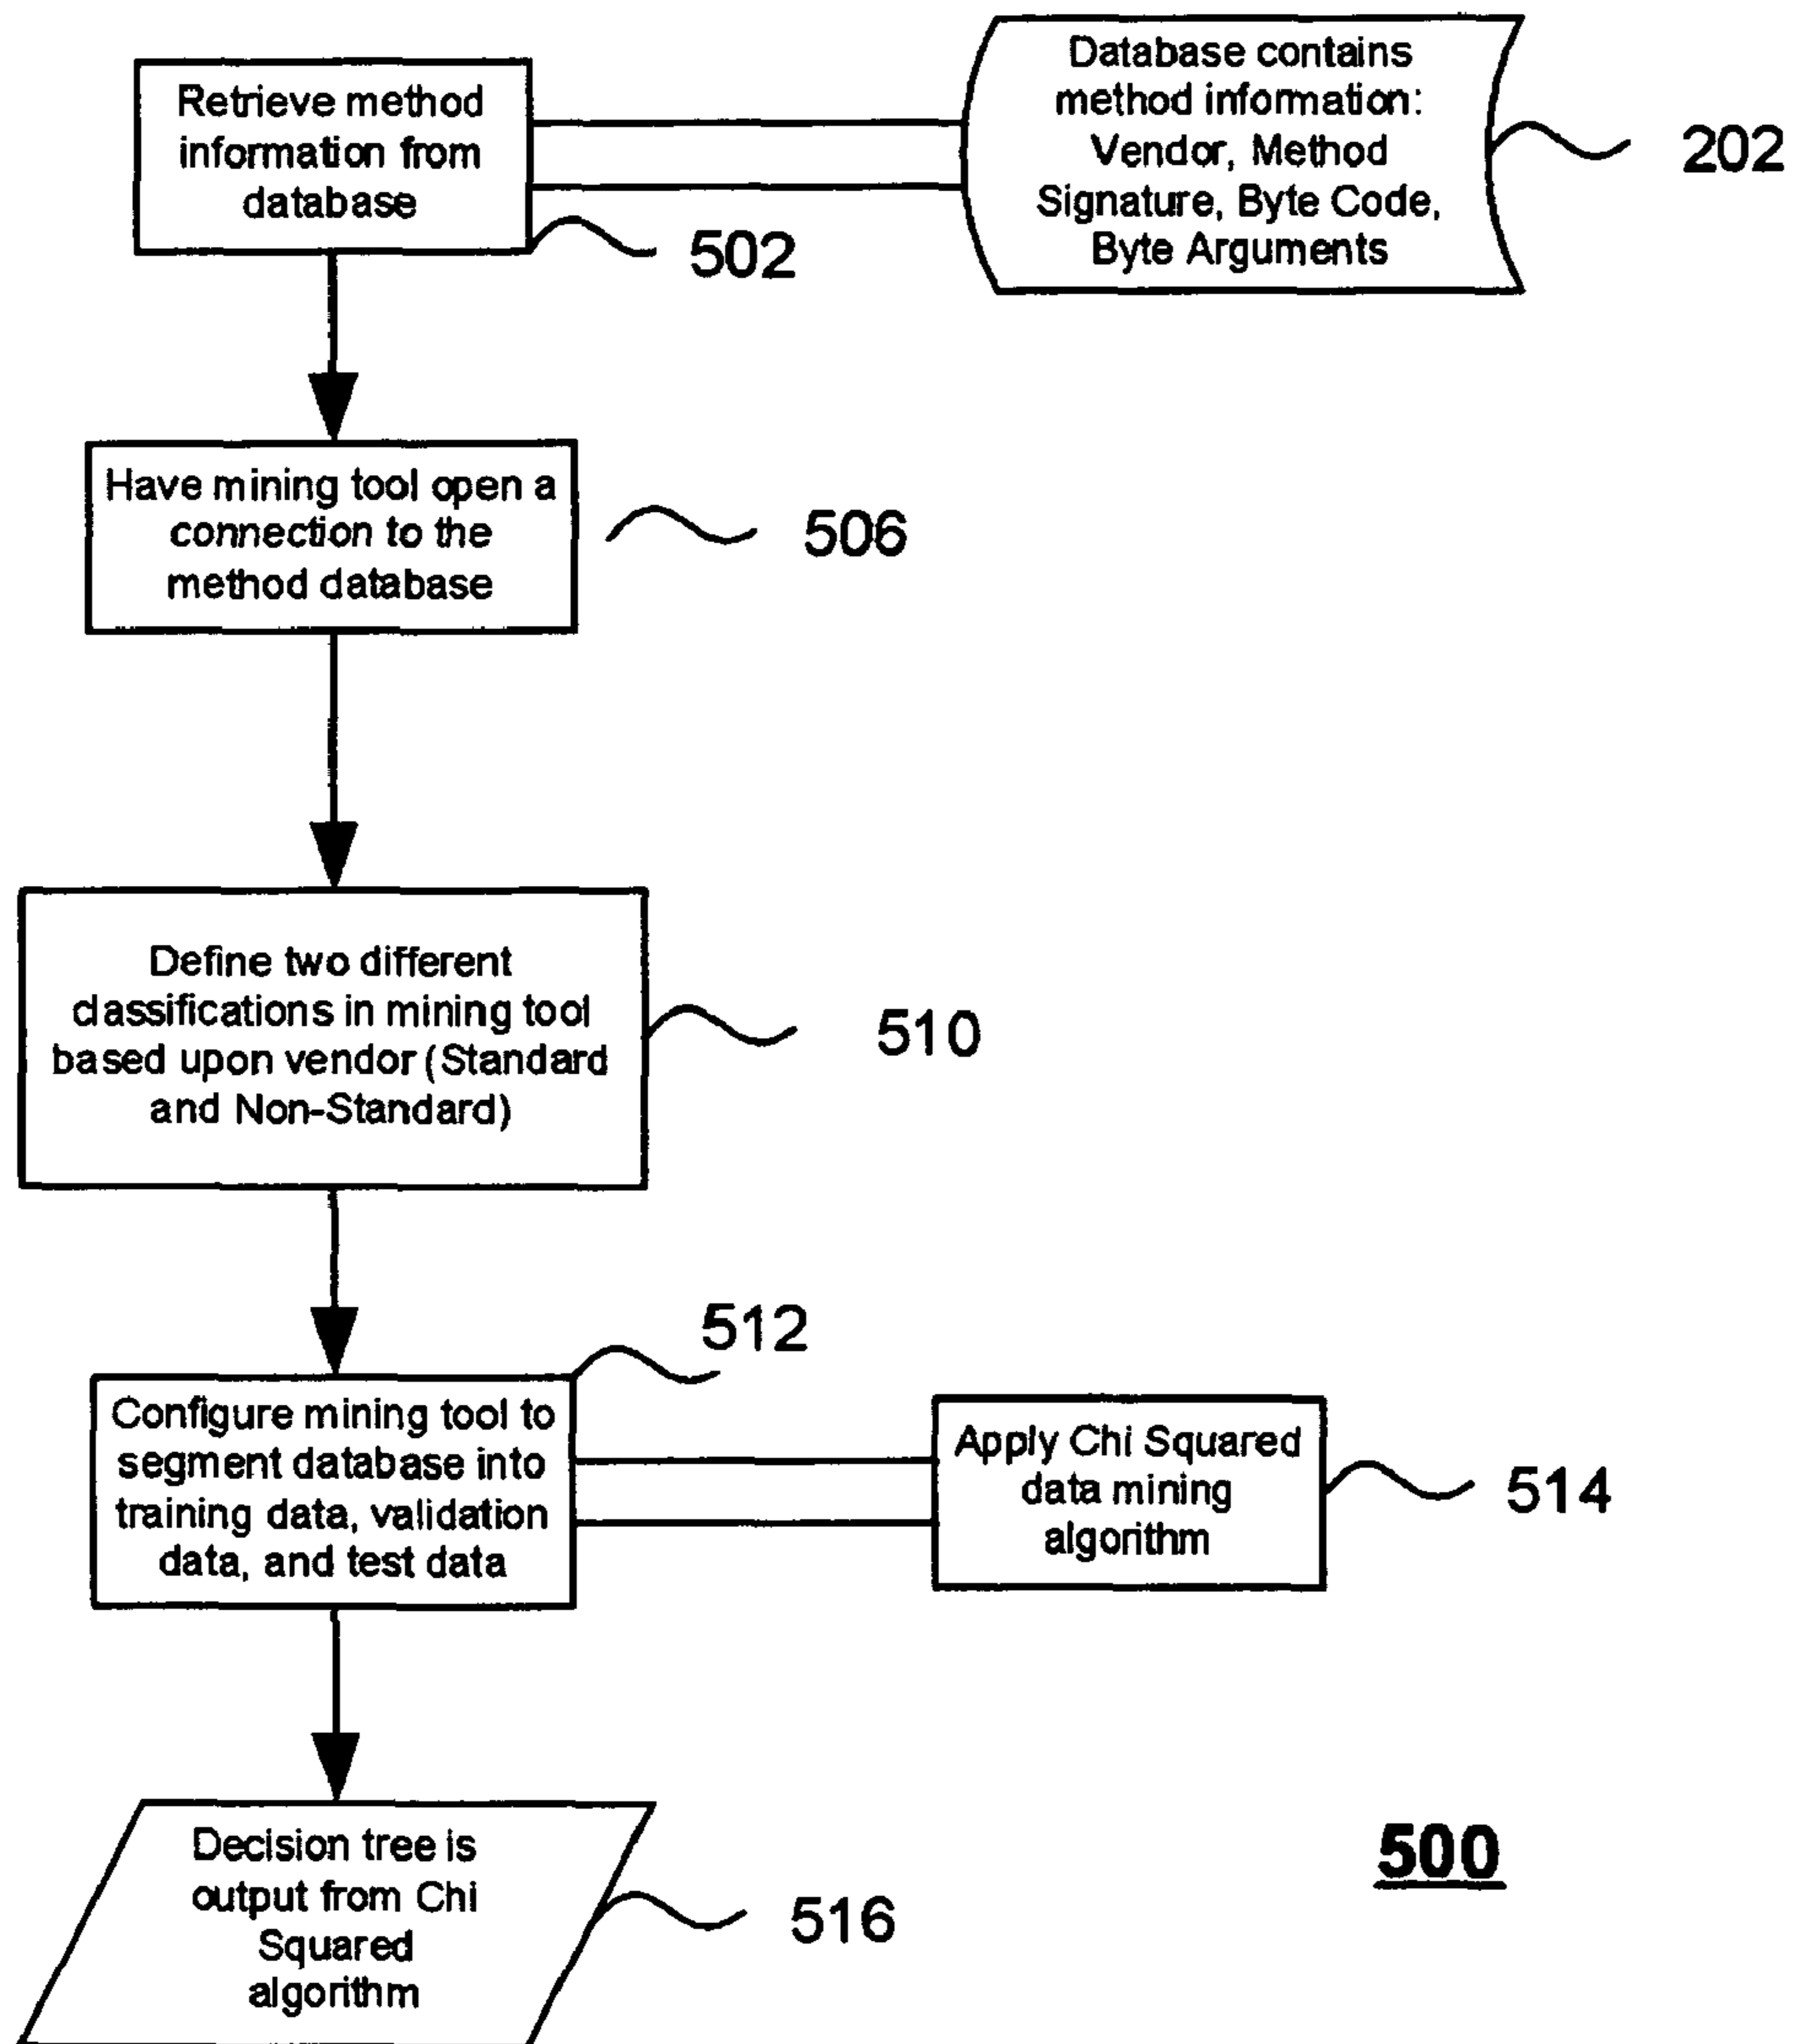 Retrieve method
information from
database
502
Database contains
method information:
Vendor, Method
Signature, Byte Code,
Byte Arguments
202
Have mining tool open a
connection to the
method database
506
Define two different
classifications in mining tool
based upon vendor (Standard
and Non-Standard)
510
512
Configure mining tool to
segment database into
training data, validation
data, and test data
Apply Chi Squared
data mining
algorithm
514
Decision tree is
output from Chi
Squared
algorithm
516
500